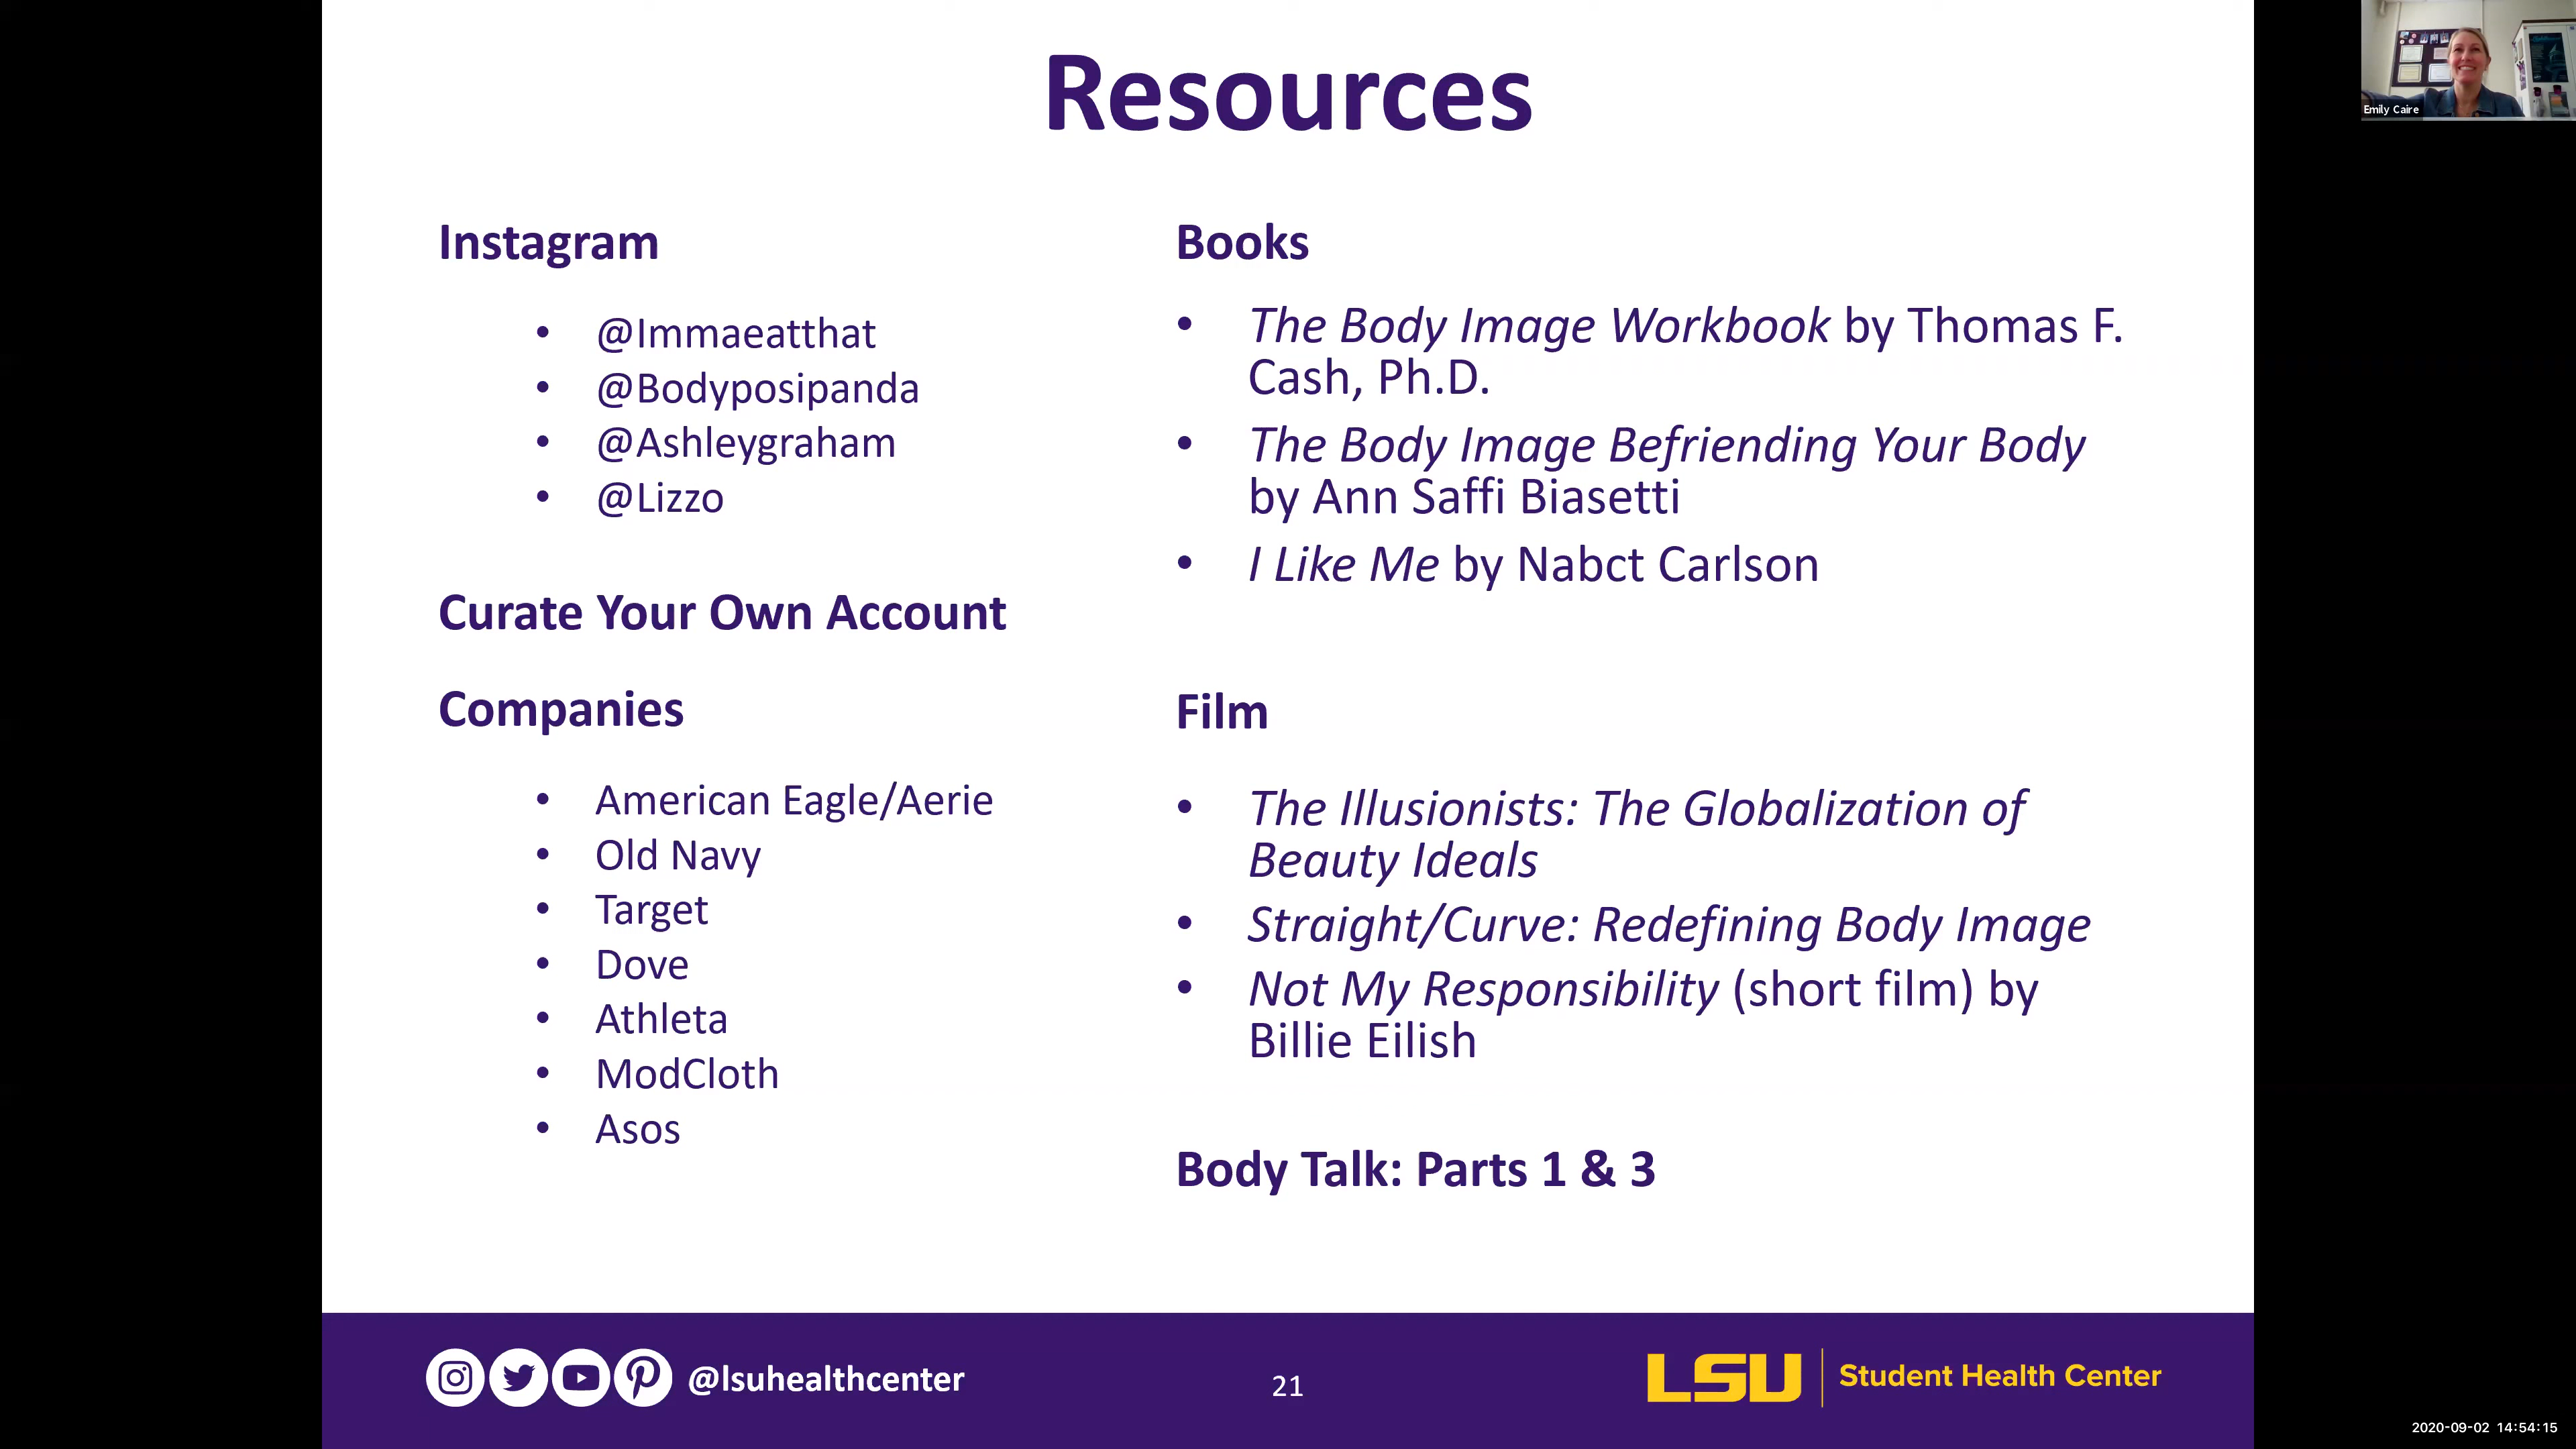 Resources
Instagram
• @Immaeatthat
• @Bodyposipanda
• @Ashleygraham
• @Lizzo
Curate Your Own Account
Companies
• American Eagle/Aerie
• Old Navy
• Target
• Dove
• Athleta
• ModCloth
• Asos
Books
• The Body Image Workbook by Thomas F.
Cash, Ph.D.
• The Body Image Befriending Your Body
by Ann Saffi Biasetti
• I Like Me by Nabct Carlson
Film
• The Illusionists: The Globalization of
Beauty Ideals
• Straight/Curve: Redefining Body Image
• Not My Responsibility (short film) by
Billie Eilish
Body Talk: Parts 1 & 3
@lsuhealthcenter
21
LSU Student Health Center
Emily Caire
2020-09-02 14:54:15